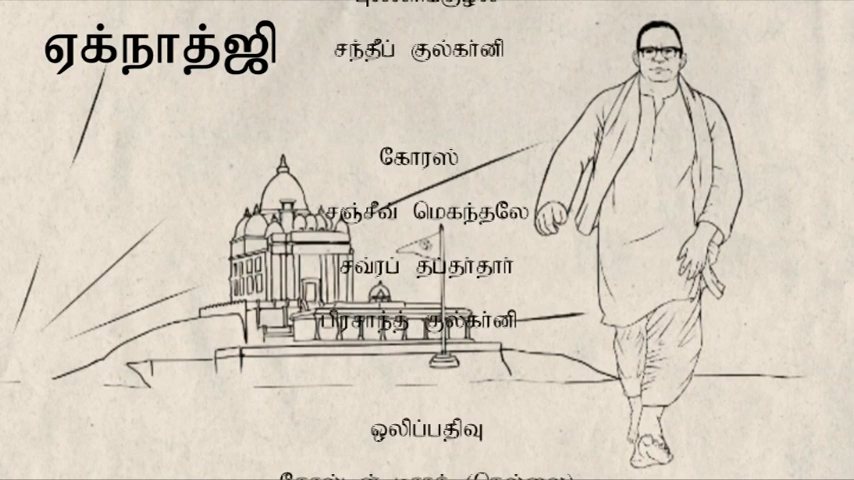 ஏக்நாத்ஜி
சந்தீப் குல்கர்னி
கோரஸ்
சஞ்சீவ் மெகந்தலே
சவ்ரப் தப்தர்தார்
பிரசாந்த் குல்கர்னி
ஒலிப்பதிவு